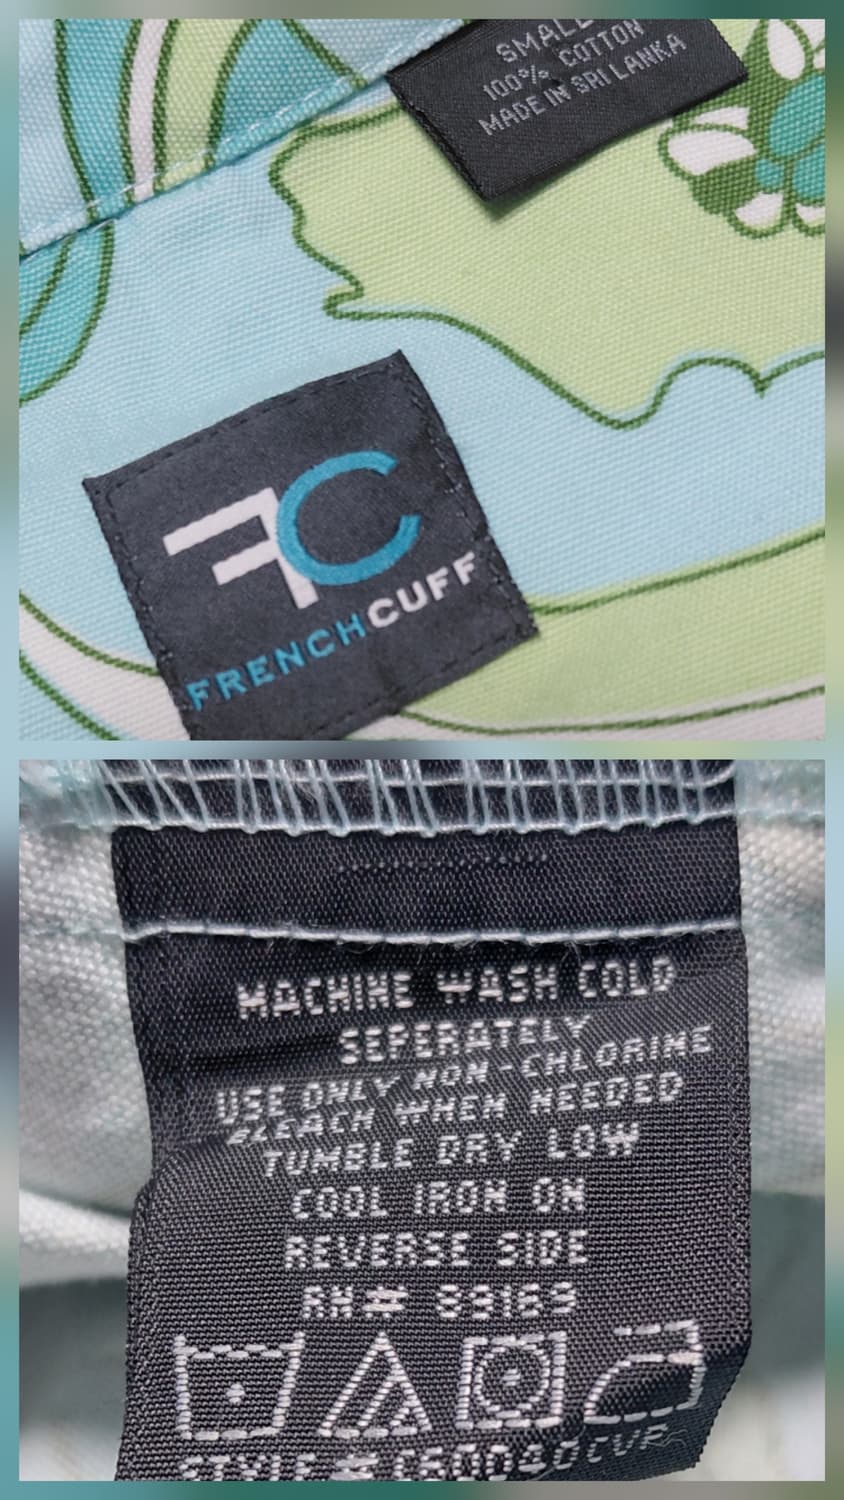 SMALL
100% COTTON
MADE IN SRI LANKA
FC
FRENCHCUFF
MACHINE WASH COLD
SEPERATELY
USE ONLY NON-CHLORINE
BLEACH WHEN NEEDED
TUMBLE DRY LOW
COOL IRON ON
REVERSE SIDE
RN# 89169
STYLE #